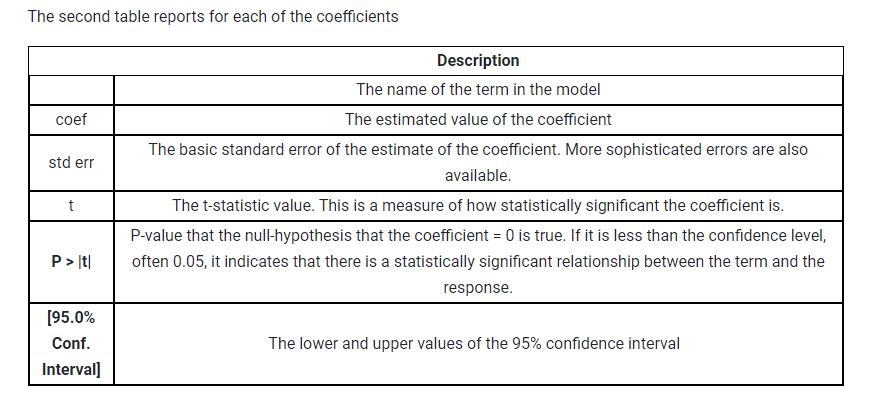 The second table reports for each of the coefficients
Description
The name of the term in the model
coef
The estimated value of the coefficient
std err
The basic standard error of the estimate of the coefficient. More sophisticated errors are also
available.
t
The t-statistic value. This is a measure of how statistically significant the coefficient is.
P > |t|
P-value that the null-hypothesis that the coefficient = 0 is true. If it is less than the confidence level,
often 0.05, it indicates that there is a statistically significant relationship between the term and the
response.
[95.0%
Conf.
Interval]
The lower and upper values of the 95% confidence interval